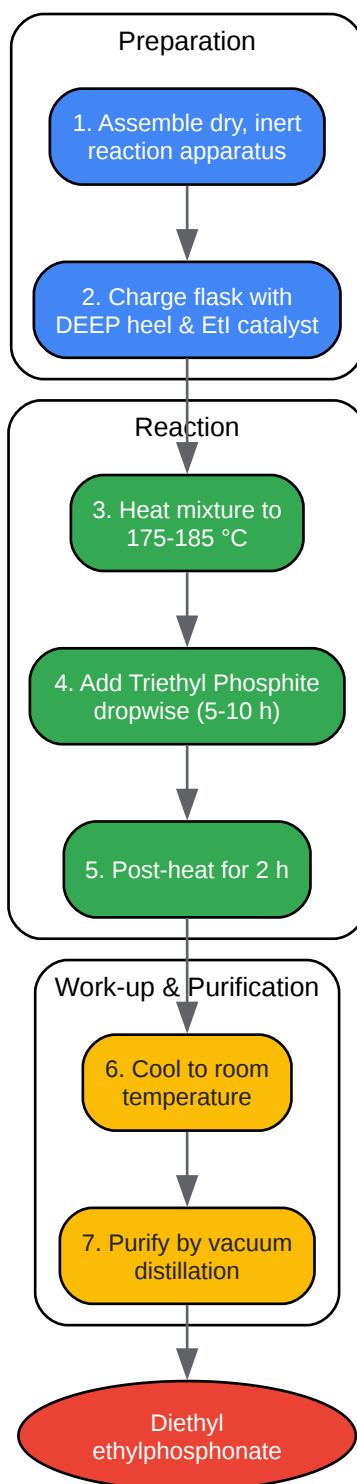 Preparation
1. Assemble dry, inert
reaction apparatus
2. Charge flask with
DEEP heel & EtI catalyst
Reaction
3. Heat mixture to
175-185 °C
4. Add Triethyl Phosphite
dropwise (5-10 h)
5. Post-heat for 2 h
Work-up & Purification
6. Cool to room
temperature
7. Purify by vacuum
distillation
Diethyl
ethylphosphonate